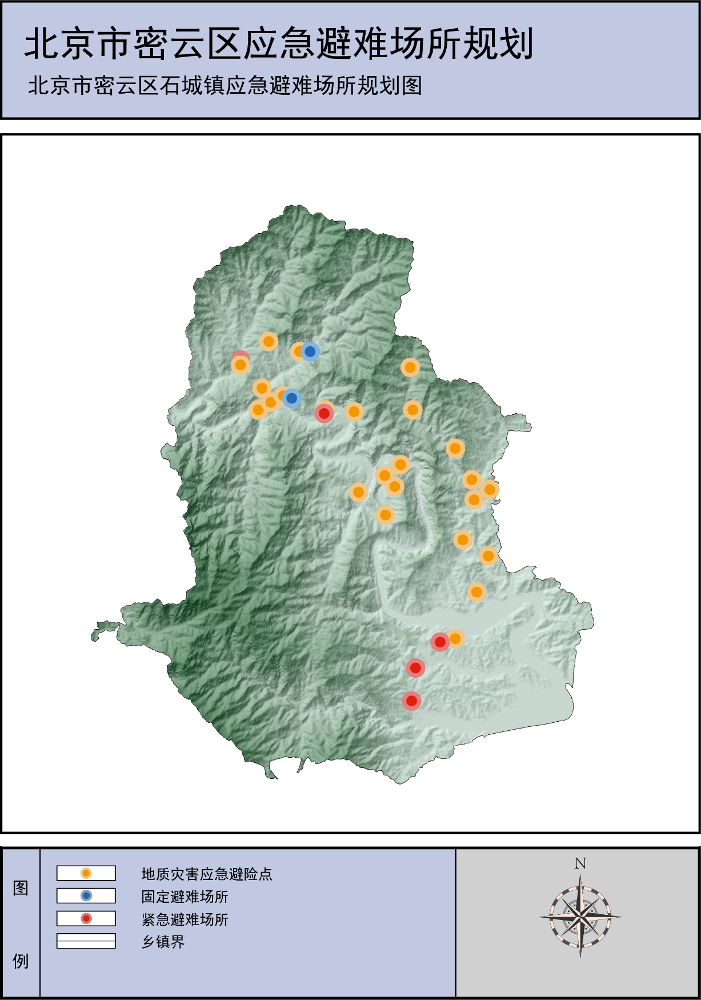 北京市密云区应急避难场所规划
北京市密云区石城镇应急避难场所规划图
图例
地质灾害应急避险点
固定避难场所
紧急避难场所
乡镇界
N